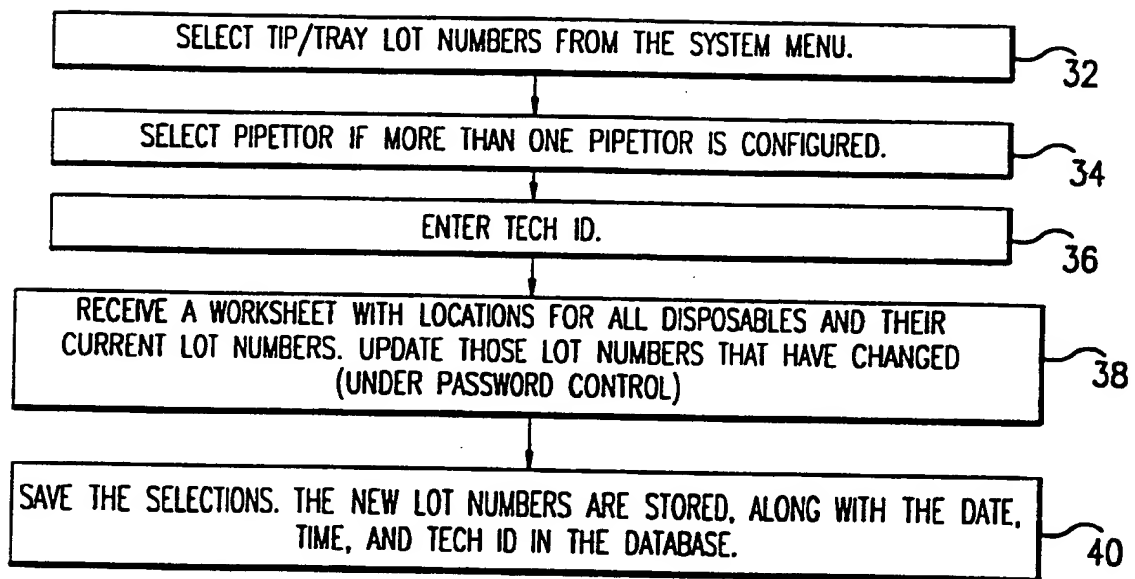 SELECT TIP/TRAY LOT NUMBERS FROM THE SYSTEM MENU.
32
SELECT PIPETTOR IF MORE THAN ONE PIPETTOR IS CONFIGURED.
34
ENTER TECH ID.
36
RECEIVE A WORKSHEET WITH LOCATIONS FOR ALL DISPOSABLES AND THEIR
CURRENT LOT NUMBERS. UPDATE THOSE LOT NUMBERS THAT HAVE CHANGED
(UNDER PASSWORD CONTROL)
38
SAVE THE SELECTIONS. THE NEW LOT NUMBERS ARE STORED, ALONG WITH THE DATE,
TIME, AND TECH ID IN THE DATABASE.
40